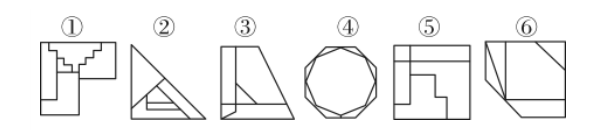 ① ② ③ ④ ⑤ ⑥